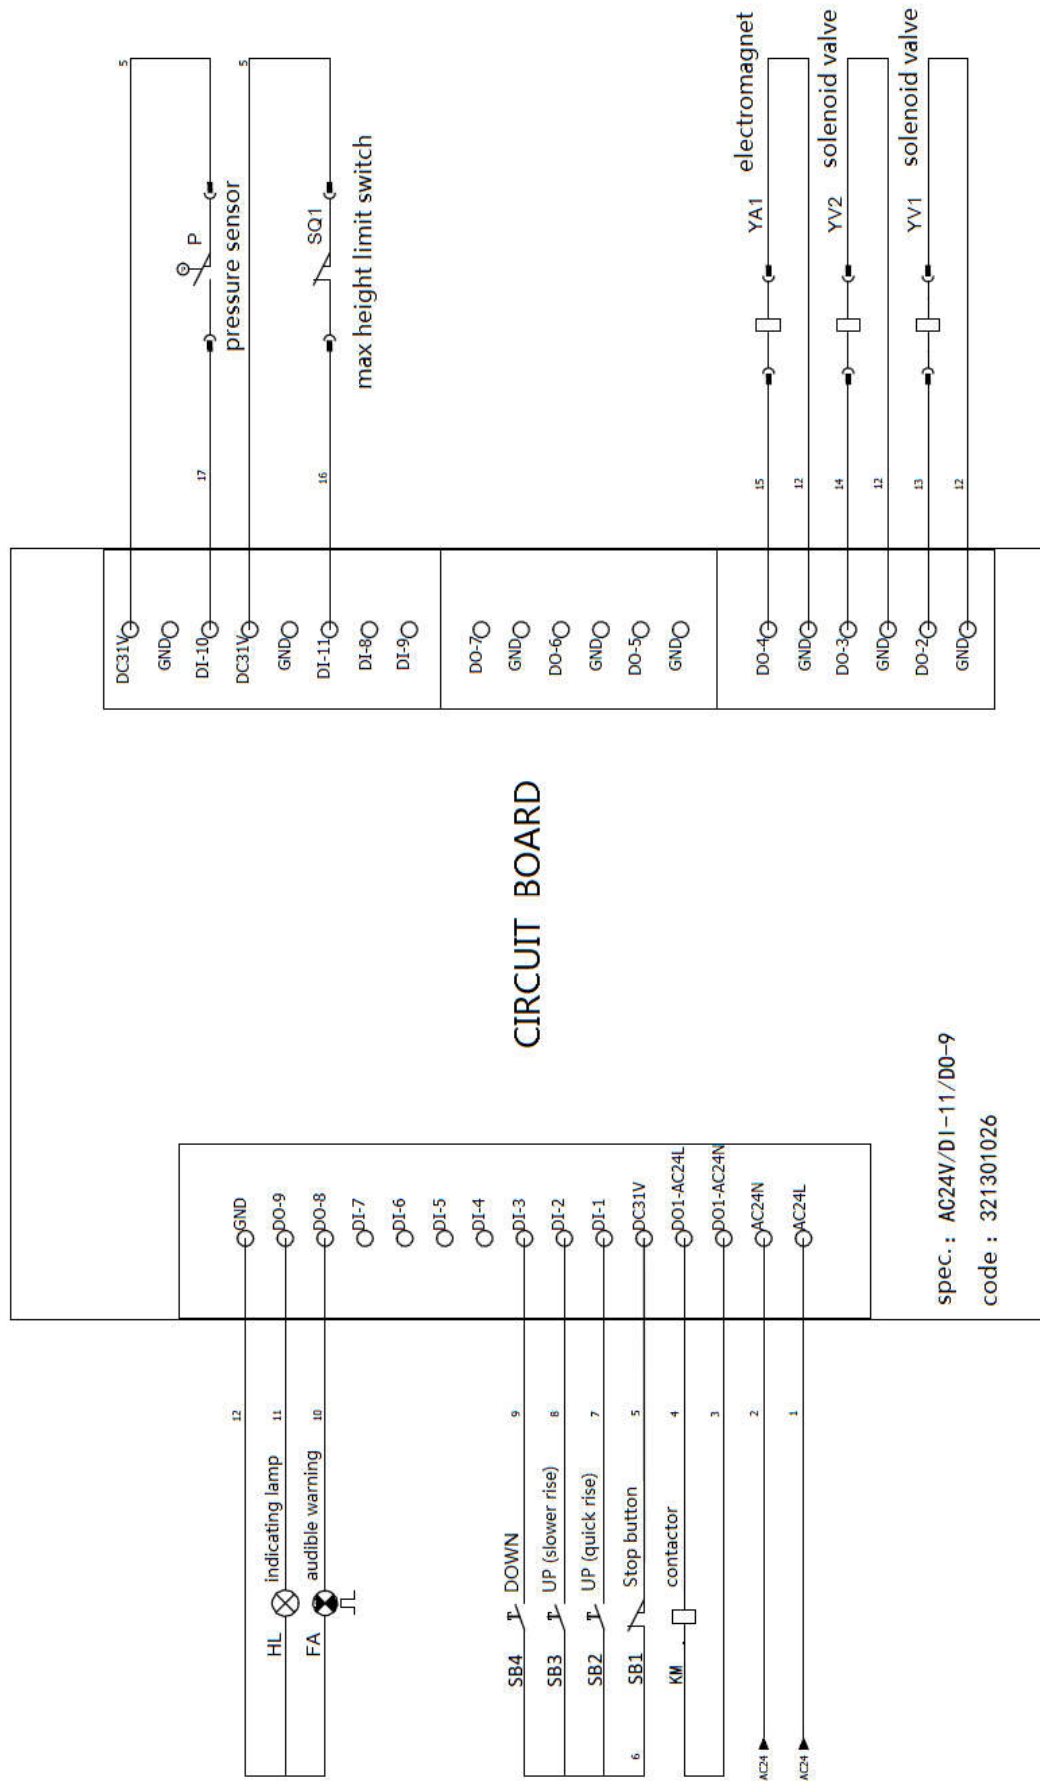 CIRCUIT BOARD
spec.: AC24V/DI-11/DO-9
code : 321301026
GND
DO-9
DO-8
DI-7
DI-6
DI-5
DI-4
DI-3
DI-2
DI-1
DC31V
DO1-AC24L
DO1-AC24N
AC24N
AC24L
12
11
10
9
8
7
5
4
3
2
1
HL indicating lamp
FA audible warning
SB4 DOWN
SB3 UP (slower rise)
SB2 UP (quick rise)
SB1 Stop button
6
KM contactor
AC24
AC24
DC31V
GND
DI-10
DC31V
GND
DI-11
DI-8
DI-9
DO-7
GND
DO-6
GND
DO-5
GND
DO-4
GND
DO-3
GND
DO-2
GND
5
17
P
pressure sensor
5
16
SQ1
max height limit switch
15
YA1 electromagnet
12
14
YV2 solenoid valve
12
13
YV1 solenoid valve
12